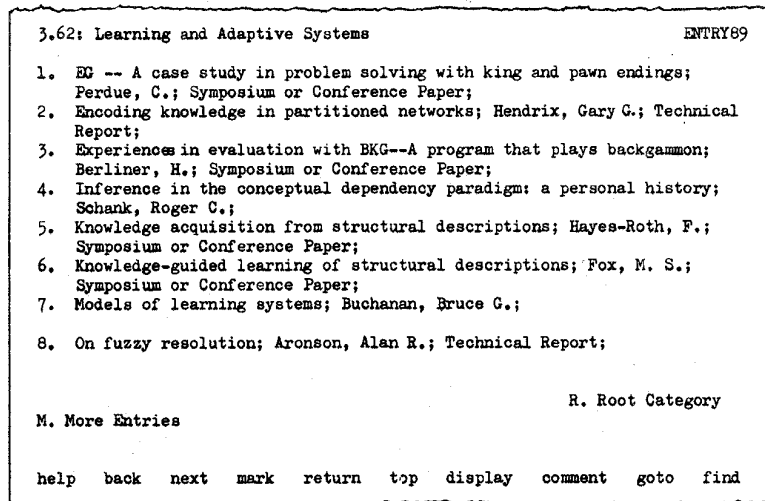 3.62: Learning and Adaptive Systems ENTRY89
1. EG -- A case study in problem solving with king and pawn endings;
Perdue, C.; Symposium or Conference Paper;
2. Encoding knowledge in partitioned networks; Hendrix, Gary G.; Technical
Report;
3. Experiences in evaluation with BKG--A program that plays backgammon;
Berliner, H.; Symposium or Conference Paper;
4. Inference in the conceptual dependency paradigm: a personal history;
Schank, Roger C.;
5. Knowledge acquisition from structural descriptions; Hayes-Roth, F.;
Symposium or Conference Paper;
6. Knowledge-guided learning of structural descriptions; Fox, M. S.;
Symposium or Conference Paper;
7. Models of learning systems; Buchanan, Bruce G.;
8. On fuzzy resolution; Aronson, Alan R.; Technical Report;
R. Root Category
M. More Entries
help back next mark return top display comment goto find